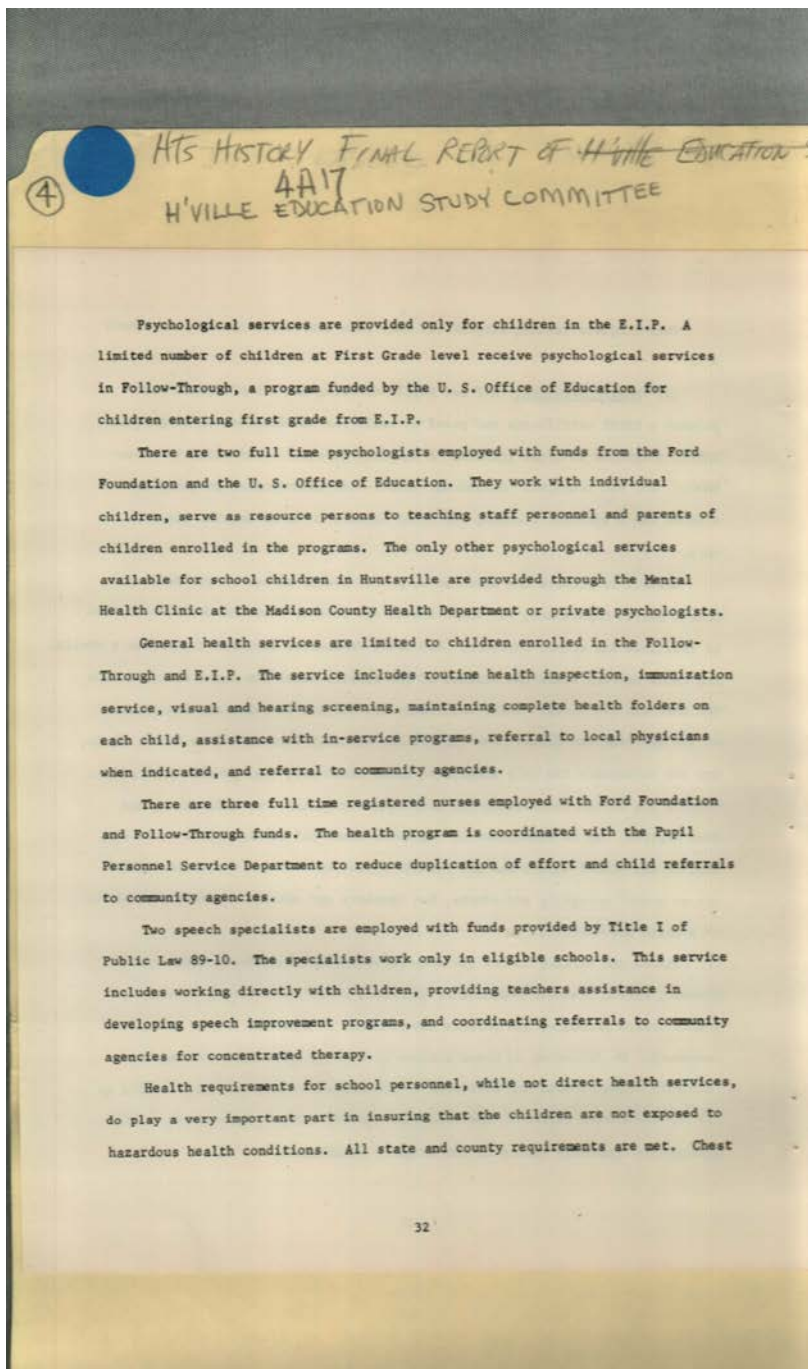 HTS HISTORY FINAL REPORT OF H'VILLE EDUCATION
4A17
④ H'VILLE EDUCATION STUDY COMMITTEE
Psychological services are provided only for children in the E.I.P. A
limited number of children at First Grade level receive psychological services
in Follow-Through, a program funded by the U. S. Office of Education for
children entering first grade from E.I.P.
There are two full time psychologists employed with funds from the Ford
Foundation and the U. S. Office of Education. They work with individual
children, serve as resource persons to teaching staff personnel and parents of
children enrolled in the programs. The only other psychological services
available for school children in Huntsville are provided through the Mental
Health Clinic at the Madison County Health Department or private psychologists.
General health services are limited to children enrolled in the Follow-
Through and E.I.P. The service includes routine health inspection, immunization
service, visual and hearing screening, maintaining complete health folders on
each child, assistance with in-service programs, referral to local physicians
when indicated, and referral to community agencies.
There are three full time registered nurses employed with Ford Foundation
and Follow-Through funds. The health program is coordinated with the Pupil
Personnel Service Department to reduce duplication of effort and child referrals
to community agencies.
Two speech specialists are employed with funds provided by Title I of
Public Law 89-10. The specialists work only in eligible schools. This service
includes working directly with children, providing teachers assistance in
developing speech improvement programs, and coordinating referrals to community
agencies for concentrated therapy.
Health requirements for school personnel, while not direct health services,
do play a very important part in insuring that the children are not exposed to
hazardous health conditions. All state and county requirements are met. Chest
32